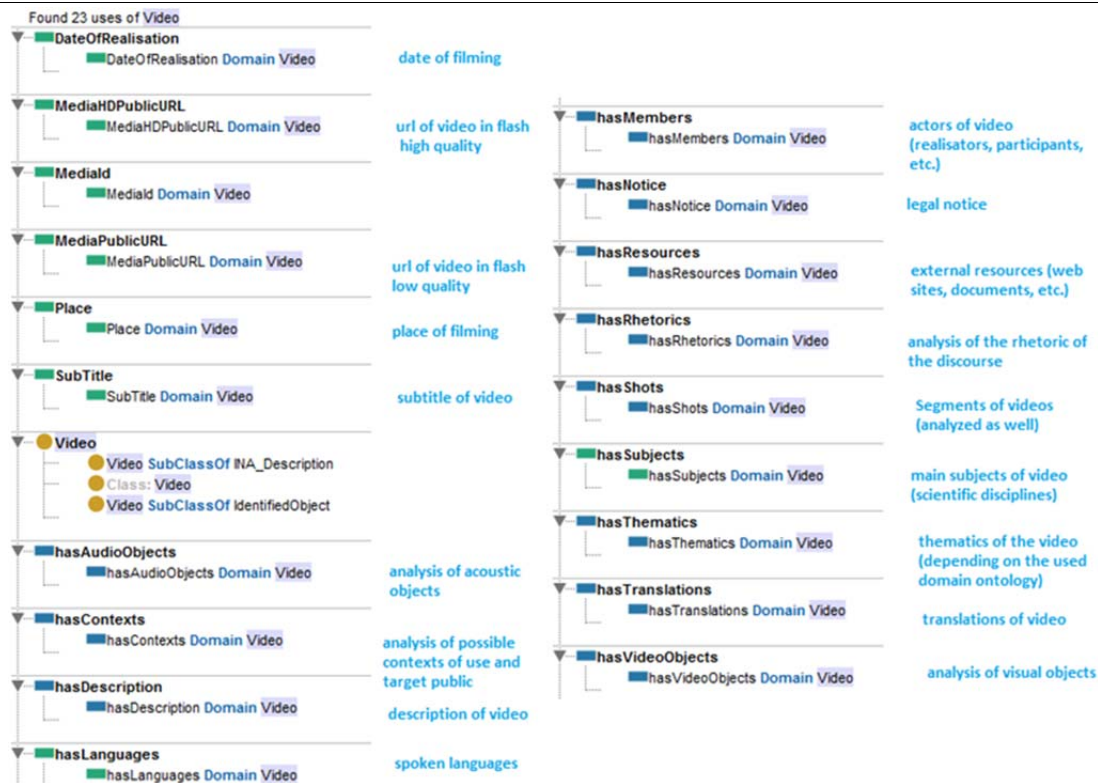 Found 23 uses of Video
DateOfRealisation
DateOfRealisation Domain Video
date of filming
MediaHDPublicURL
MediaHDPublicURL Domain Video
url of video in flash
high quality
MediaId
MediaId Domain Video
MediaPublicURL
MediaPublicURL Domain Video
url of video in flash
low quality
Place
Place Domain Video
place of filming
SubTitle
SubTitle Domain Video
subtitle of video
Video
Video SubClassOf INA_Description
Class: Video
Video SubClassOf IdentifiedObject
hasAudioObjects
hasAudioObjects Domain Video
analysis of acoustic
objects
hasContexts
hasContexts Domain Video
analysis of possible
contexts of use and
target public
hasDescription
hasDescription Domain Video
description of video
hasLanguages
hasLanguages Domain Video
spoken languages
hasMembers
hasMembers Domain Video
actors of video
(realisators, participants,
etc.)
hasNotice
hasNotice Domain Video
legal notice
hasResources
hasResources Domain Video
external resources (web
sites, documents, etc.)
hasRhetorics
hasRhetorics Domain Video
analysis of the rhetoric of
the discourse
hasShots
hasShots Domain Video
Segments of videos
(analyzed as well)
hasSubjects
hasSubjects Domain Video
main subjects of video
(scientific disciplines)
hasThematics
hasThematics Domain Video
thematics of the video
(depending on the used
domain ontology)
hasTranslations
hasTranslations Domain Video
translations of video
hasVideoObjects
hasVideoObjects Domain Video
analysis of visual objects